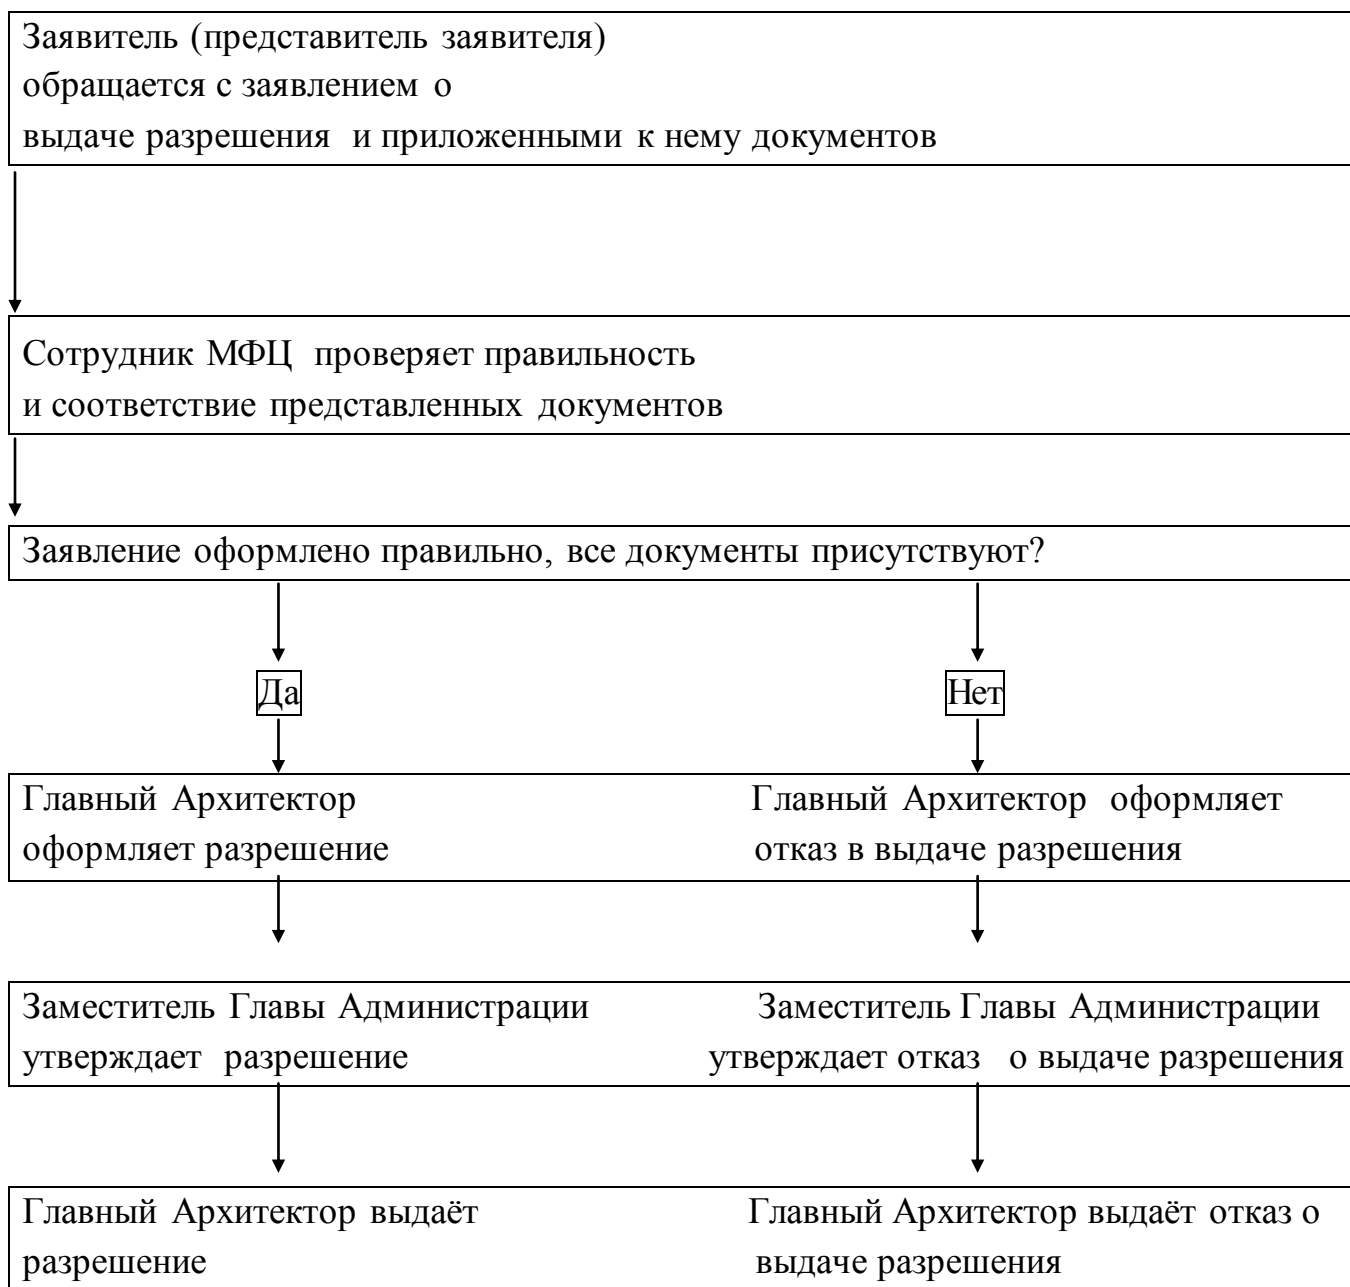 Заявитель (представитель заявителя)
обращается с заявлением о
выдаче разрешения и приложенными к нему документов
Сотрудник МФЦ проверяет правильность
и соответствие представленных документов
Заявление оформлено правильно, все документы присутствуют?
Да
Нет
Главный Архитектор
оформляет разрешение
Главный Архитектор оформляет
отказ в выдаче разрешения
Заместитель Главы Администрации
утверждает разрешение
Заместитель Главы Администрации
утверждает отказ о выдаче разрешения
Главный Архитектор выдаёт
разрешение
Главный Архитектор выдаёт отказ о
выдаче разрешения